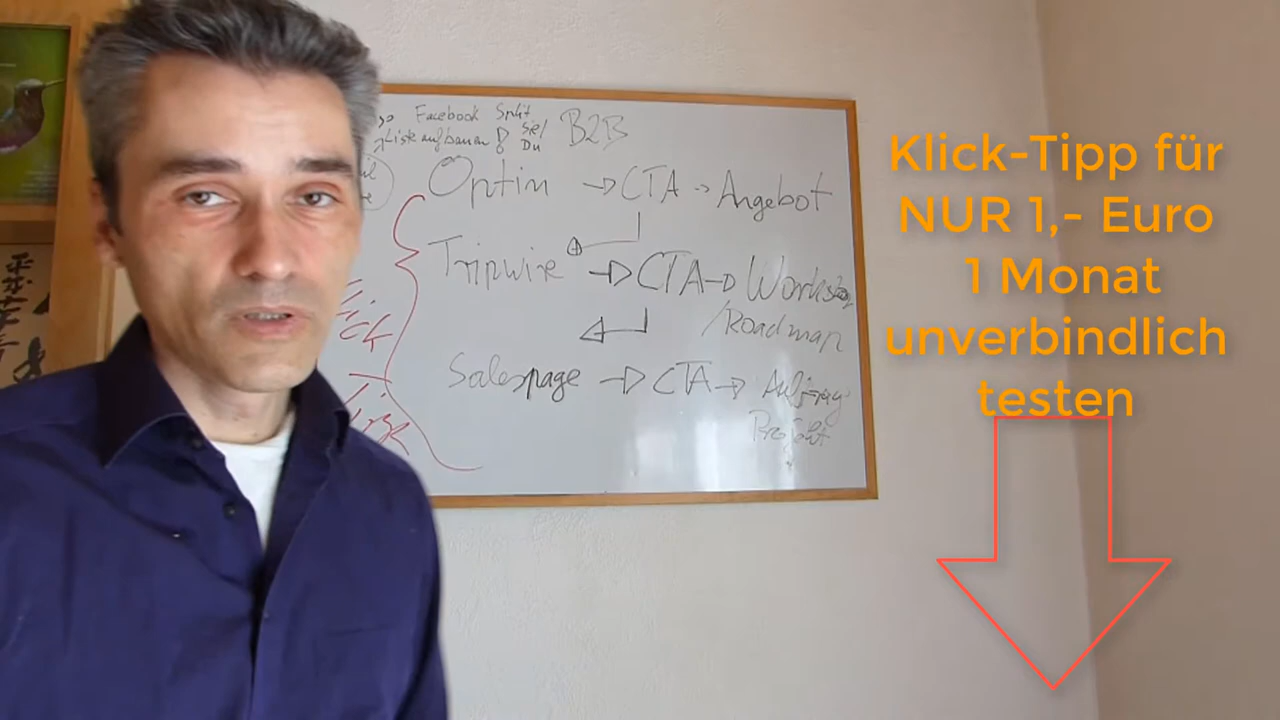 Facebook Split
Liste aufbauen & Sie/
Du
B2B
Optin → CTA → Angebot
Tripwire → CTA → Workshop
/Roadmap
Salespage → CTA →
Projekt
Klick-Tipp für
NUR 1,- Euro
1 Monat
unverbindlich
testen